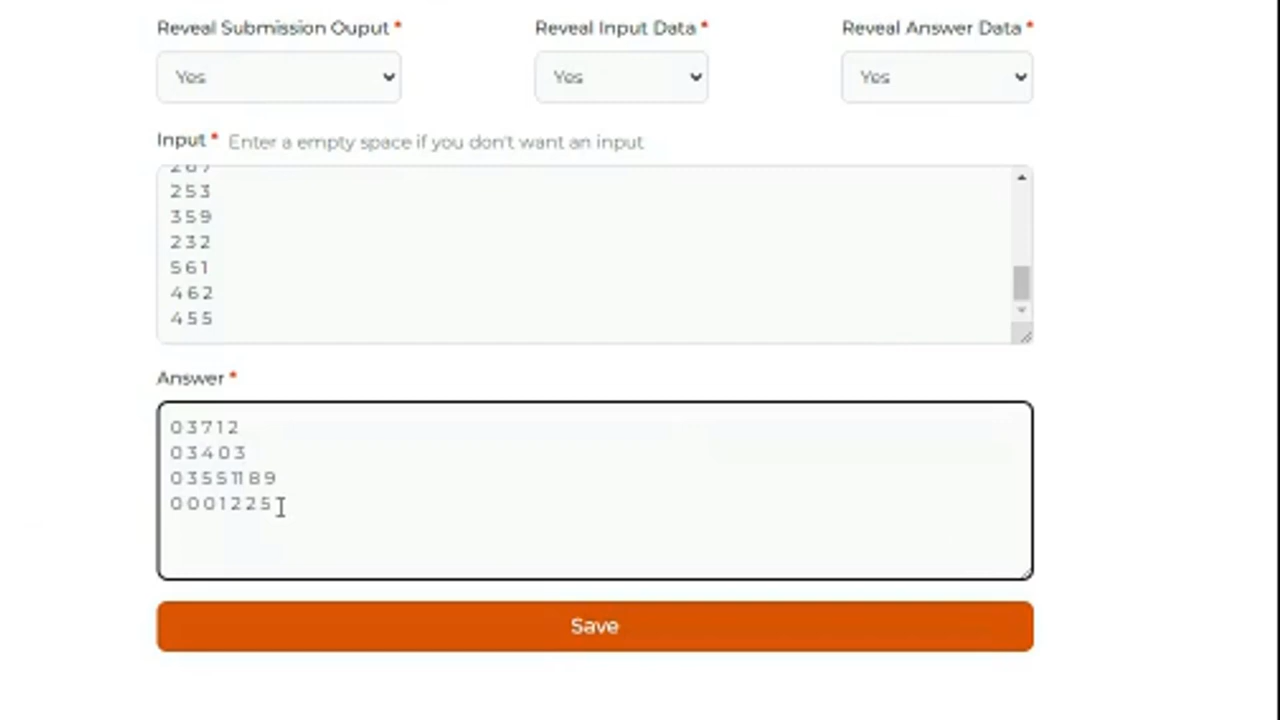 Reveal Submission Ouput * Reveal Input Data * Reveal Answer Data *
Yes Yes Yes
Input * Enter a empty space if you don't want an input
2 6 7
2 5 3
3 5 9
2 3 2
5 6 1
4 6 2
4 5 5
Answer *
0 3 7 1 2
0 3 4 0 3
0 3 5 5 11 8 9
0 0 0 1 2 2 5
Save